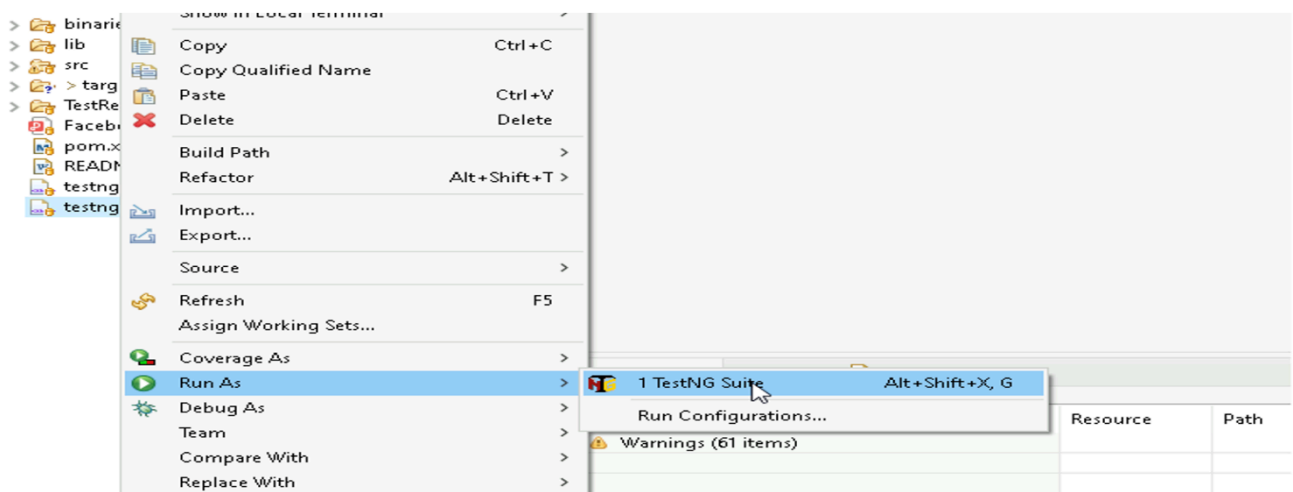 binarie
lib
src
> targ
TestRe
Facebo
pom.x
README
testng
testng
Show in Local Terminal >
Copy Ctrl+C
Copy Qualified Name
Paste Ctrl+V
Delete Delete
Build Path >
Refactor Alt+Shift+T >
Import...
Export...
Source >
Refresh F5
Assign Working Sets...
Coverage As >
Run As >
Debug As >
Team >
Compare With >
Replace With >
1 TestNG Suite Alt+Shift+X, G
Run Configurations...
Resource Path
Warnings (61 items)